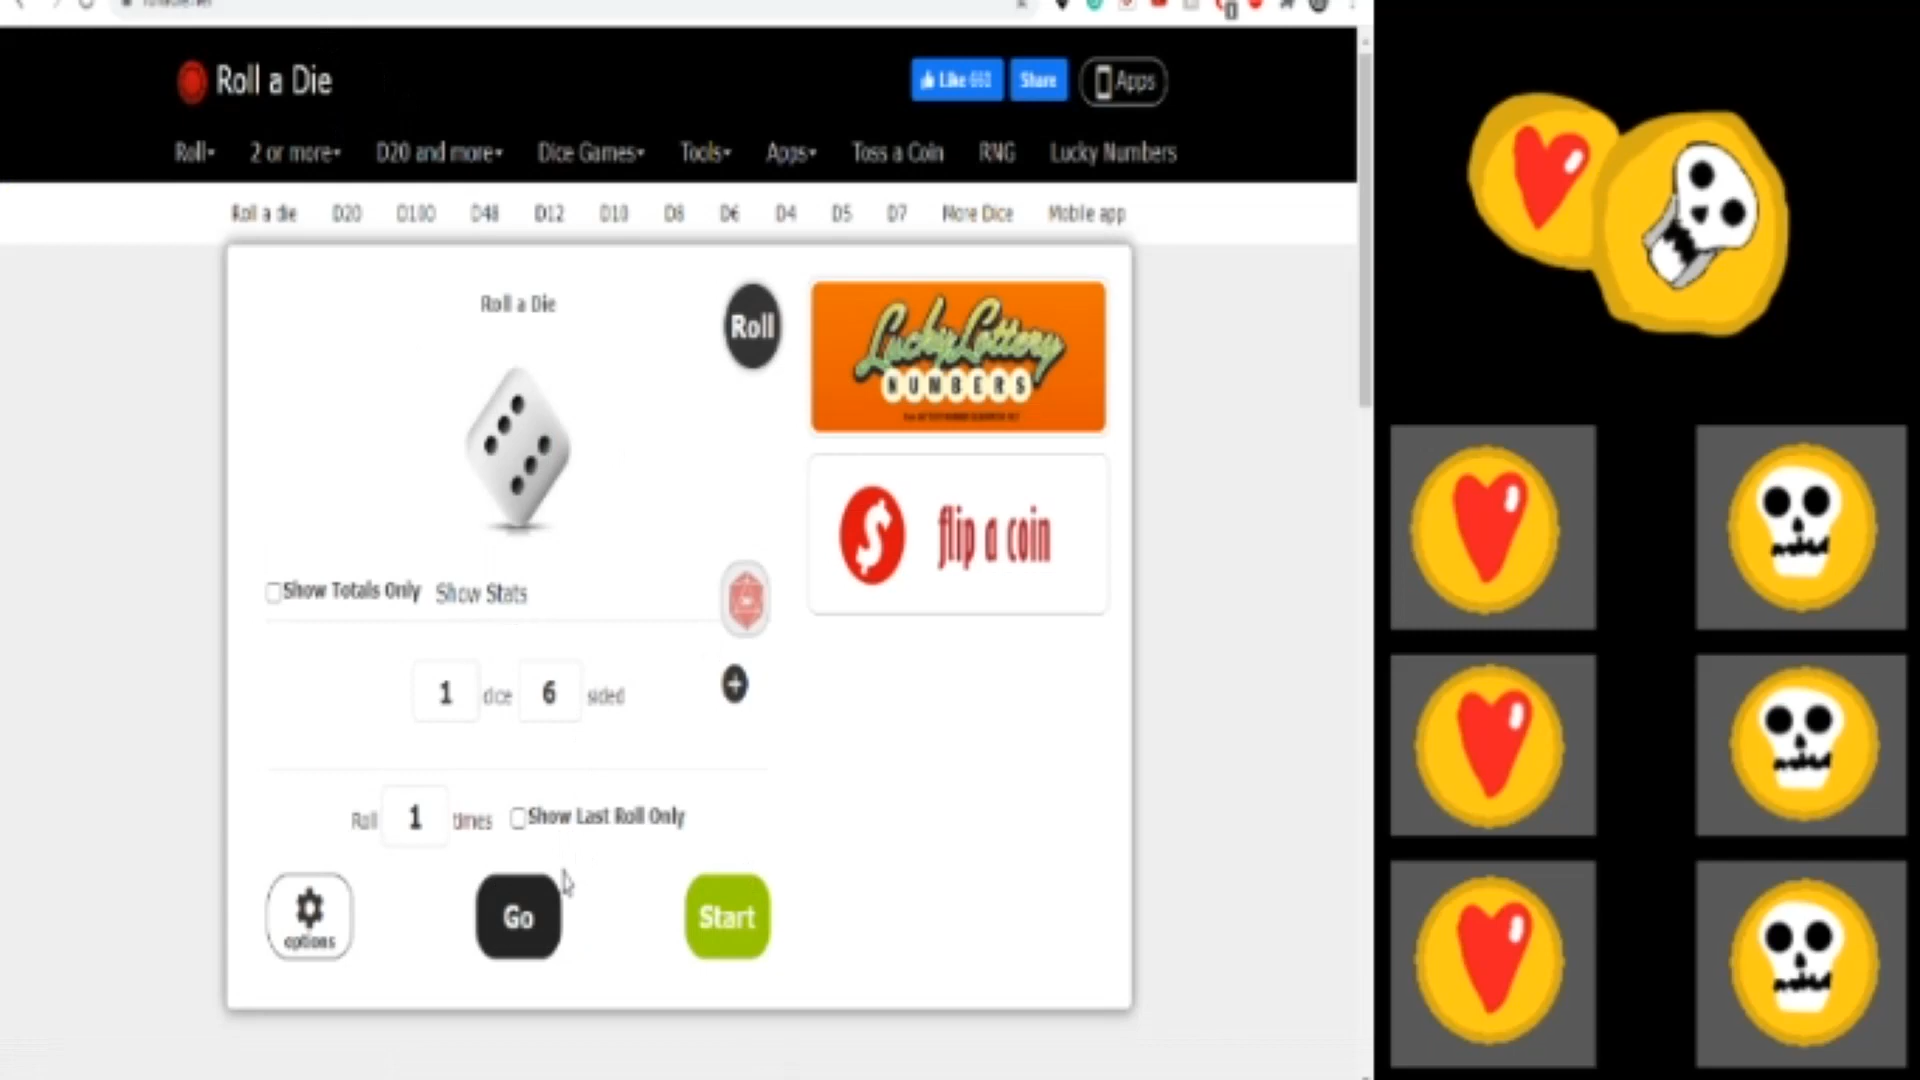 Roll a Die
Like 660 Share Apps
Roll 2 or more D20 and more Dice Games Tools Apps Toss a Coin RNG Lucky Numbers
Roll a die D20 D100 D48 D12 D10 D8 D6 D4 D5 D7 More Dice Mobile app
Roll a Die
Roll
Lucky Lottery
NUMBERS
flip a coin
Show Totals Only Show Stats
1 dice 6 sided
Roll 1 times Show Last Roll Only
options
Go
Start